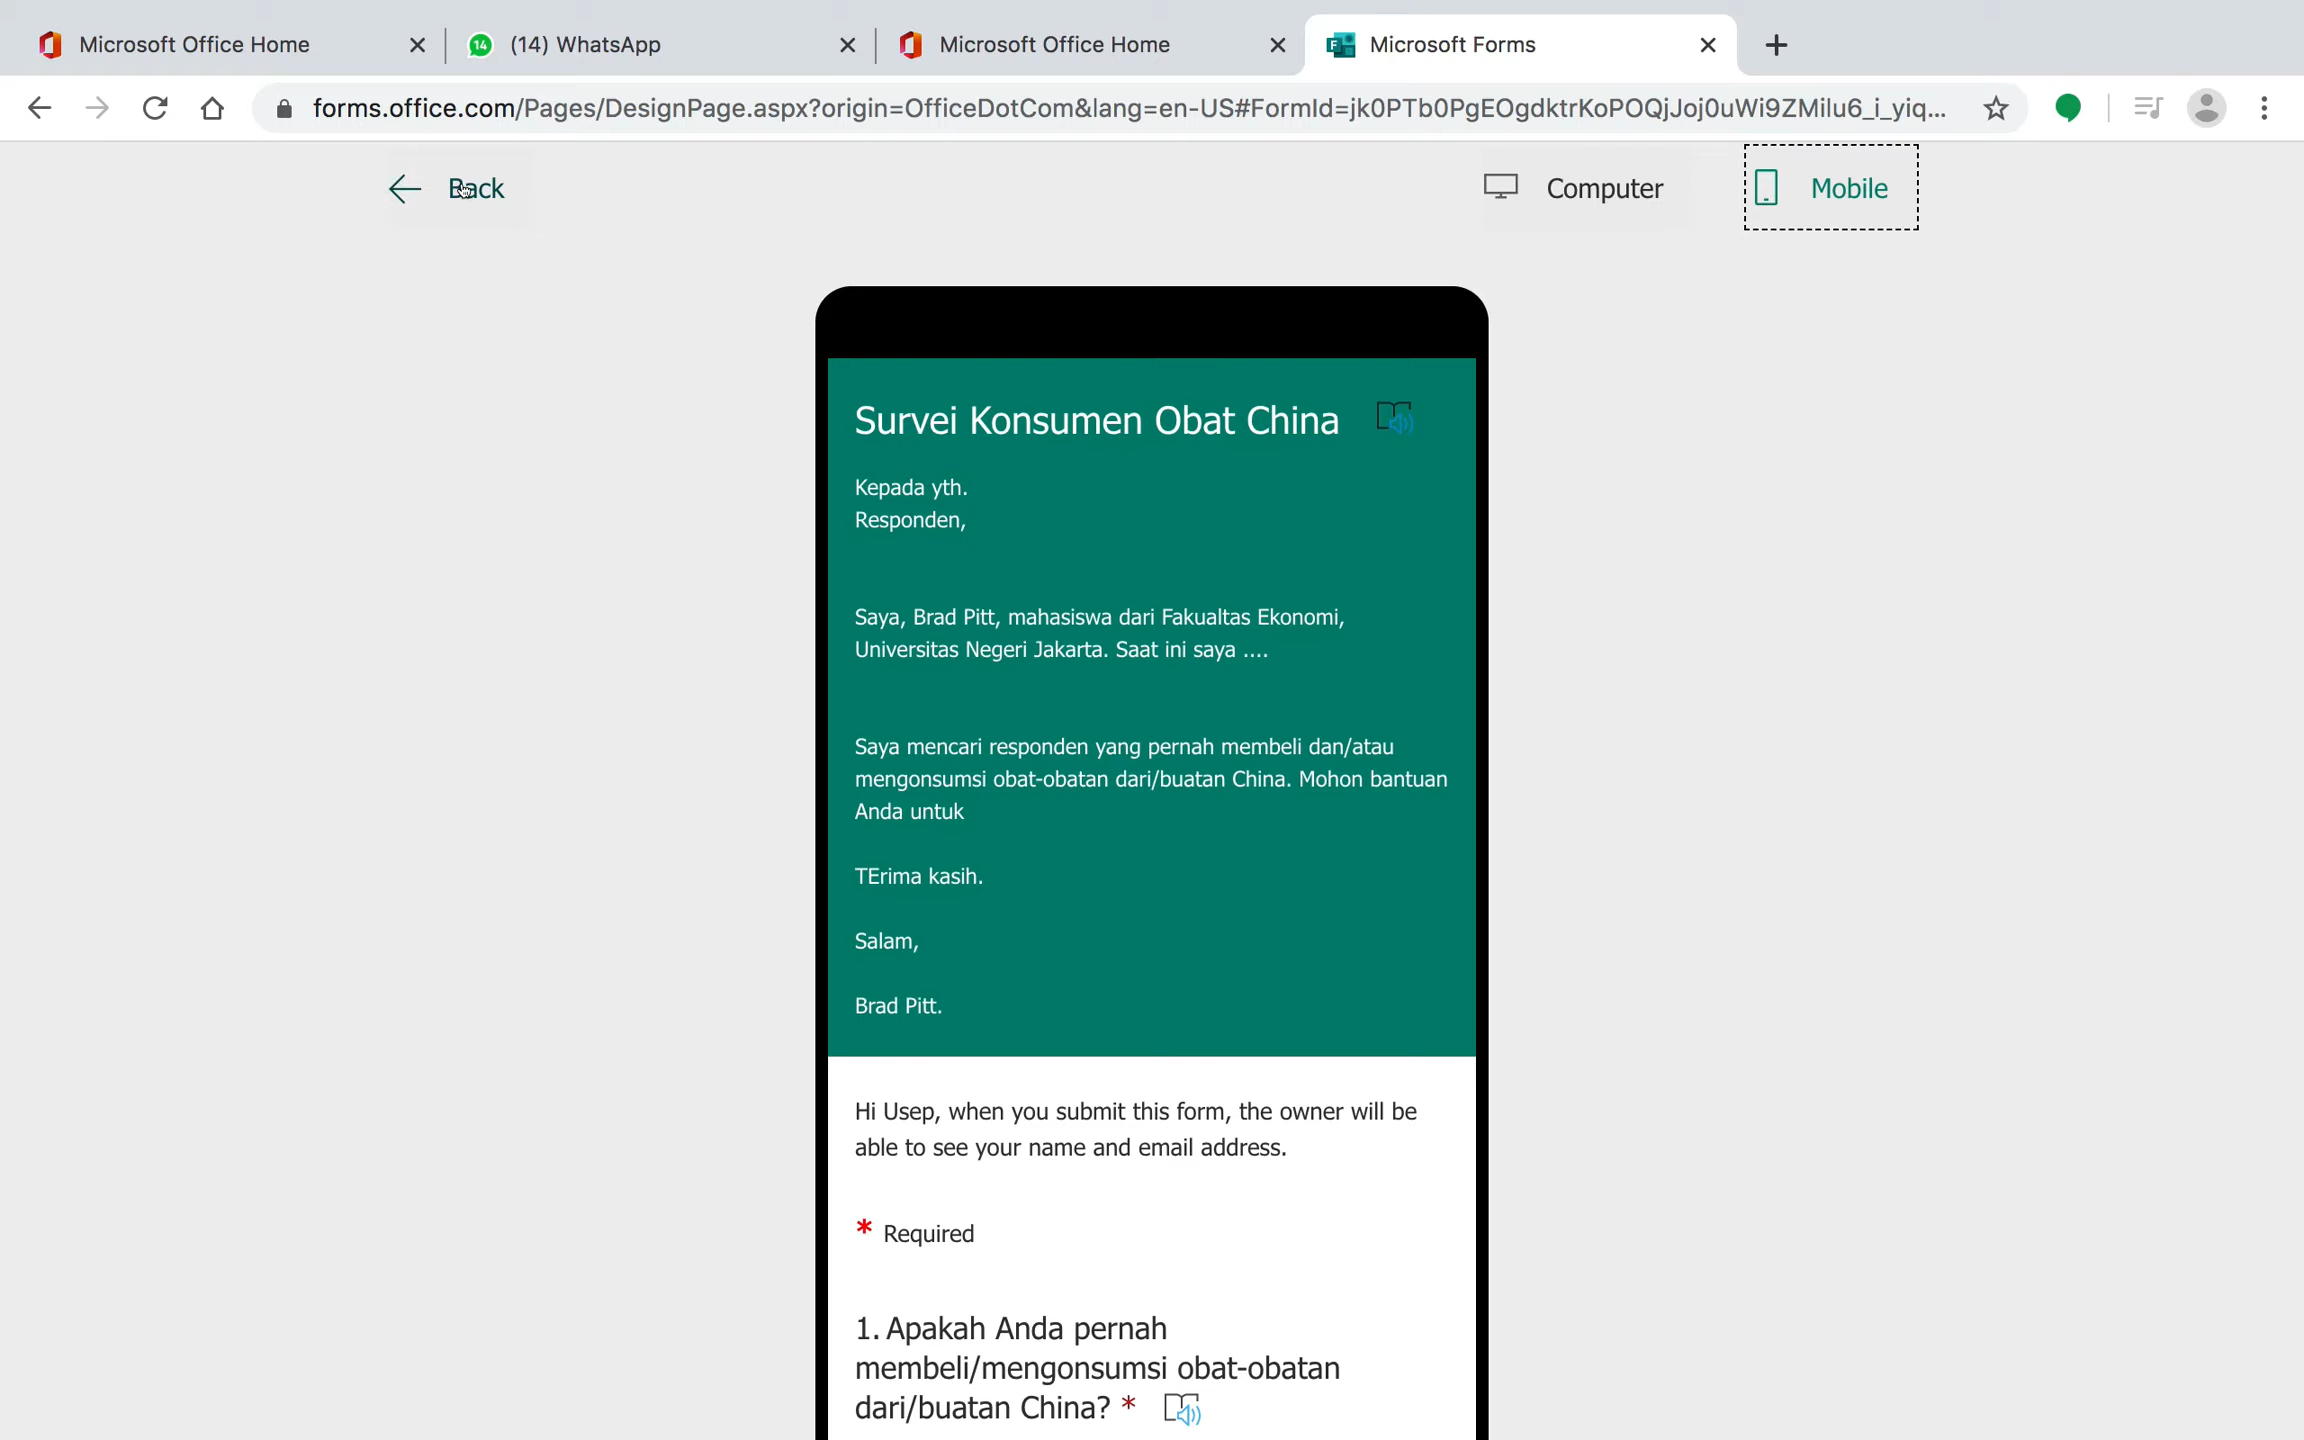 Microsoft Office Home
14 (14) WhatsApp
Microsoft Office Home
F Microsoft Forms
forms.office.com/Pages/DesignPage.aspx?origin=OfficeDotCom&lang=en-US#FormId=jk0PTb0PgEOgdktrKoPOQjJoj0uWi9ZMilu6_i_yiq...
Back
Computer
Mobile
Survei Konsumen Obat China
Kepada yth.
Responden,
Saya, Brad Pitt, mahasiswa dari Fakualtas Ekonomi,
Universitas Negeri Jakarta. Saat ini saya ....
Saya mencari responden yang pernah membeli dan/atau
mengonsumsi obat-obatan dari/buatan China. Mohon bantuan
Anda untuk
TErima kasih.
Salam,
Brad Pitt.
Hi Usep, when you submit this form, the owner will be
able to see your name and email address.
* Required
1. Apakah Anda pernah
membeli/mengonsumsi obat-obatan
dari/buatan China? *